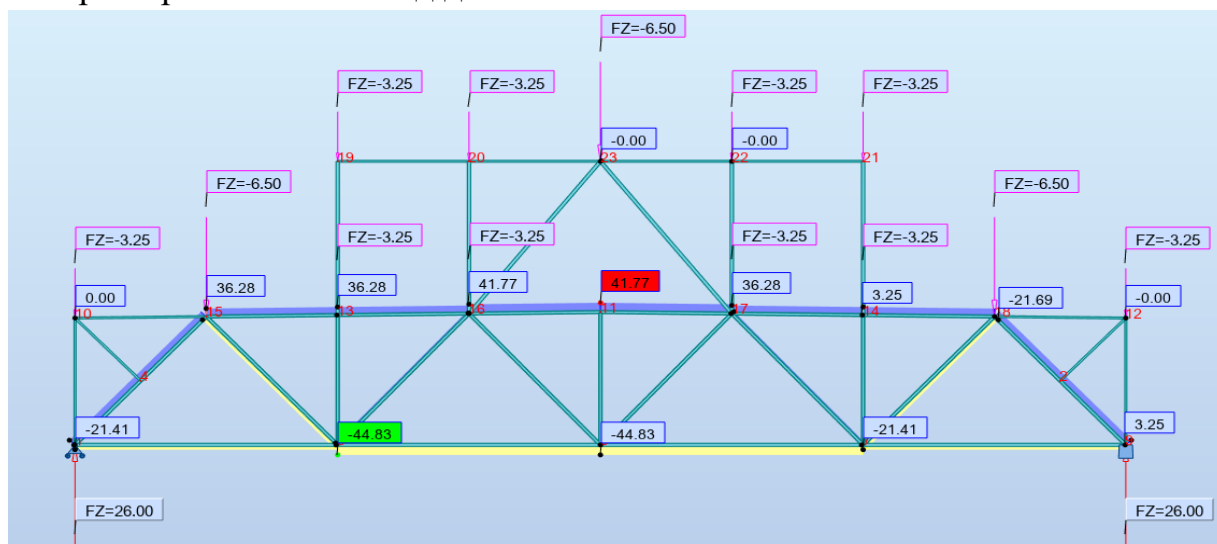 FZ=-6.50
FZ=-3.25 FZ=-3.25 FZ=-3.25 FZ=-3.25
-0.00 -0.00
19 20 23 22 21
FZ=-6.50 FZ=-6.50
FZ=-3.25 FZ=-3.25 FZ=-3.25 FZ=-3.25 FZ=-3.25 FZ=-3.25
0.00 36.28 36.28 41.77 41.77 36.28 3.25 -21.69 -0.00
10 15 13 16 11 17 14 8 12
4 2
-21.41 -44.83 -44.83 -21.41 3.25
FZ=26.00 FZ=26.00